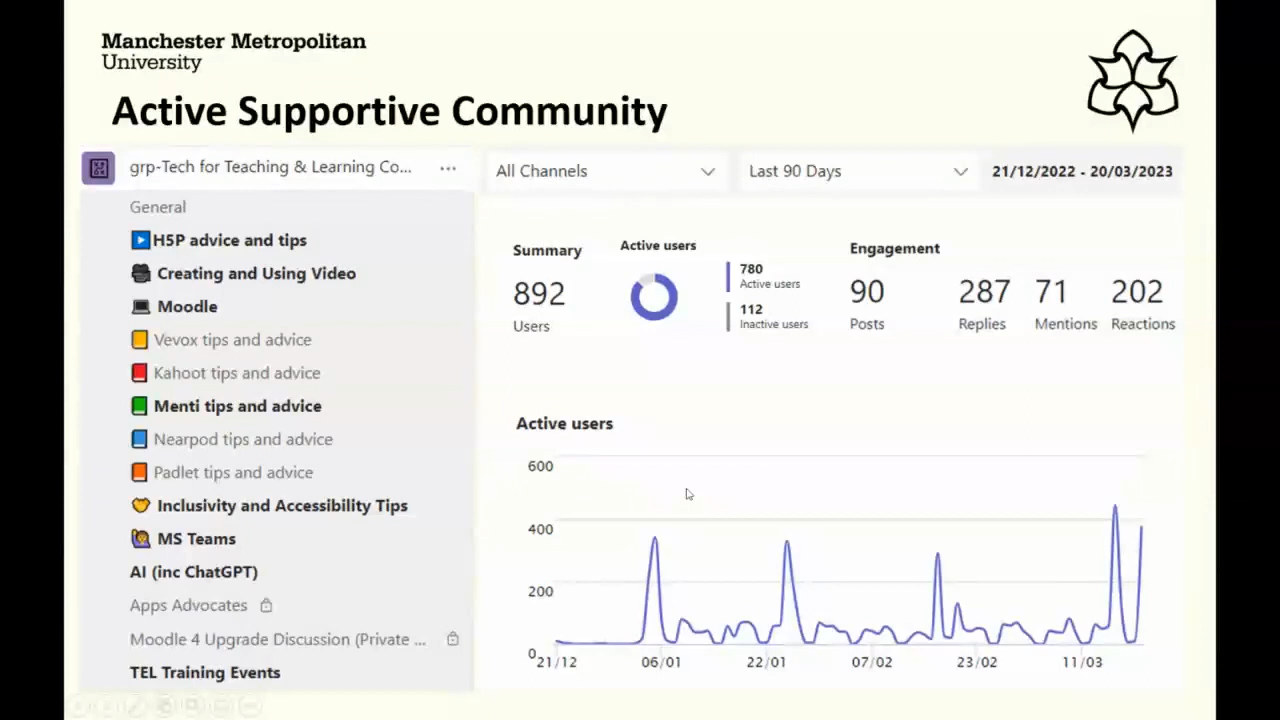 Manchester Metropolitan
University
Active Supportive Community
grp-Tech for Teaching & Learning Co... ...
General
H5P advice and tips
Creating and Using Video
Moodle
Vevox tips and advice
Kahoot tips and advice
Menti tips and advice
Nearpod tips and advice
Padlet tips and advice
Inclusivity and Accessibility Tips
MS Teams
AI (inc ChatGPT)
Apps Advocates
Moodle 4 Upgrade Discussion (Private ...
TEL Training Events
All Channels
Last 90 Days
21/12/2022 - 20/03/2023
Summary
892
Users
Active users
780
Active users
112
Inactive users
Engagement
90 287 71 202
Posts Replies Mentions Reactions
Active users
600
400
200
0
21/12 06/01 22/01 07/02 23/02 11/03